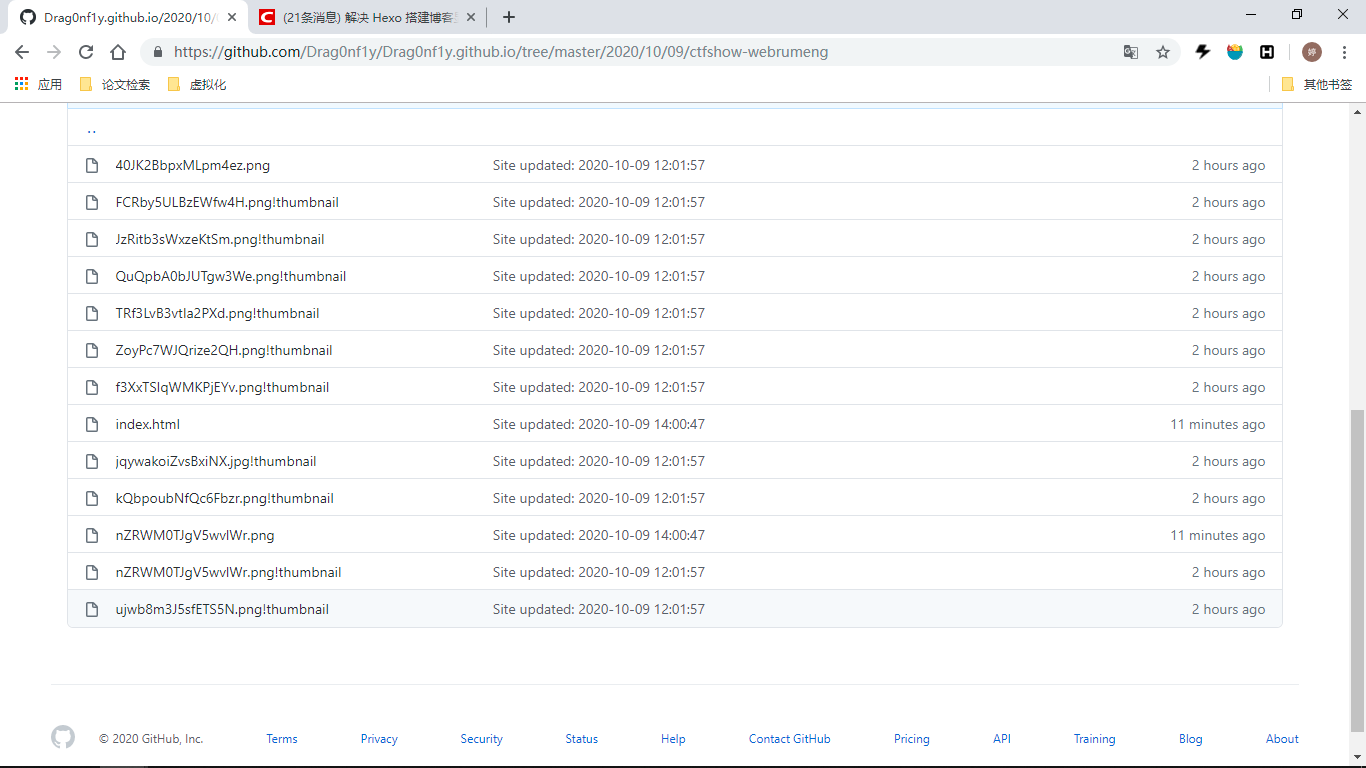 Drag0nf1y.github.io/2020/10/
(21条消息) 解决 Hexo 搭建博客
https://github.com/Drag0nf1y/Drag0nf1y.github.io/tree/master/2020/10/09/ctfshow-webrumeng
婷
应用 论文检索 虚拟化 其他书签
..
40JK2BbpxMLpm4ez.png Site updated: 2020-10-09 12:01:57 2 hours ago
FCRby5ULBzEWfw4H.png!thumbnail Site updated: 2020-10-09 12:01:57 2 hours ago
JzRitb3sWxzeKtSm.png!thumbnail Site updated: 2020-10-09 12:01:57 2 hours ago
QuQpbA0bJUTgw3We.png!thumbnail Site updated: 2020-10-09 12:01:57 2 hours ago
TRf3LvB3vtIa2PXd.png!thumbnail Site updated: 2020-10-09 12:01:57 2 hours ago
ZoyPc7WJQrize2QH.png!thumbnail Site updated: 2020-10-09 12:01:57 2 hours ago
f3XxTSIqWMKPjEYv.png!thumbnail Site updated: 2020-10-09 12:01:57 2 hours ago
index.html Site updated: 2020-10-09 14:00:47 11 minutes ago
jqywakoiZvsBxiNX.jpg!thumbnail Site updated: 2020-10-09 12:01:57 2 hours ago
kQbpoubNfQc6Fbzr.png!thumbnail Site updated: 2020-10-09 12:01:57 2 hours ago
nZRWM0TJgV5wvIWr.png Site updated: 2020-10-09 14:00:47 11 minutes ago
nZRWM0TJgV5wvIWr.png!thumbnail Site updated: 2020-10-09 12:01:57 2 hours ago
ujwb8m3J5sfETS5N.png!thumbnail Site updated: 2020-10-09 12:01:57 2 hours ago
© 2020 GitHub, Inc. Terms Privacy Security Status Help Contact GitHub Pricing API Training Blog About